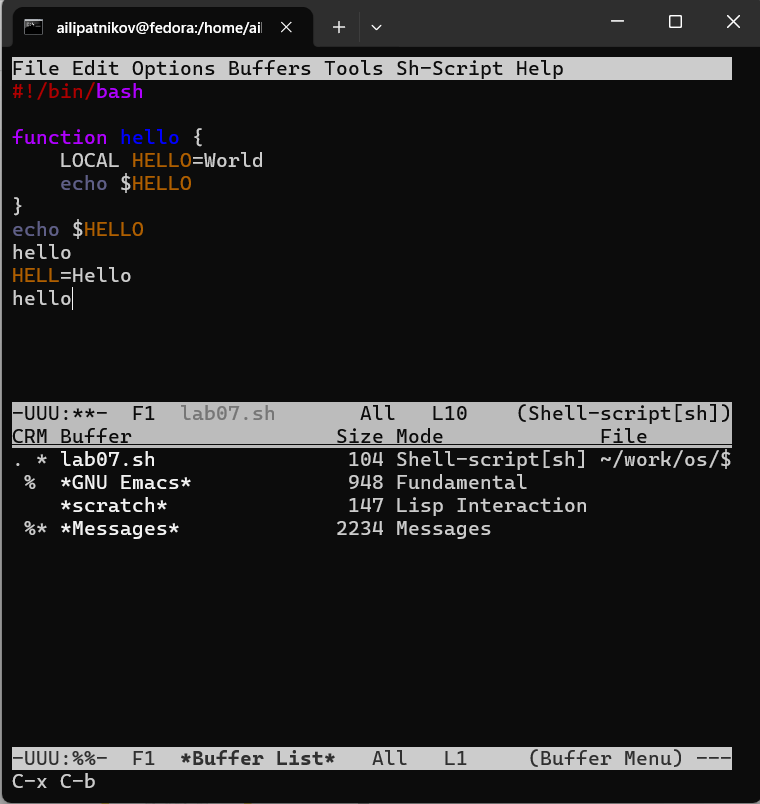 ailipatnikov@fedora:/home/ai
File Edit Options Buffers Tools Sh-Script Help
#!/bin/bash
function hello {
    LOCAL HELLO=World
    echo $HELLO
}
echo $HELLO
hello
HELL=Hello
hello
-UUU:**-  F1  lab07.sh       All   L10    (Shell-script[sh])
CRM Buffer                 Size Mode             File
. * lab07.sh                104 Shell-script[sh] ~/work/os/$
 %  *GNU Emacs*             948 Fundamental
    *scratch*               147 Lisp Interaction
 %* *Messages*             2234 Messages
-UUU:%%-  F1  *Buffer List*   All   L1     (Buffer Menu) ---
C-x C-b